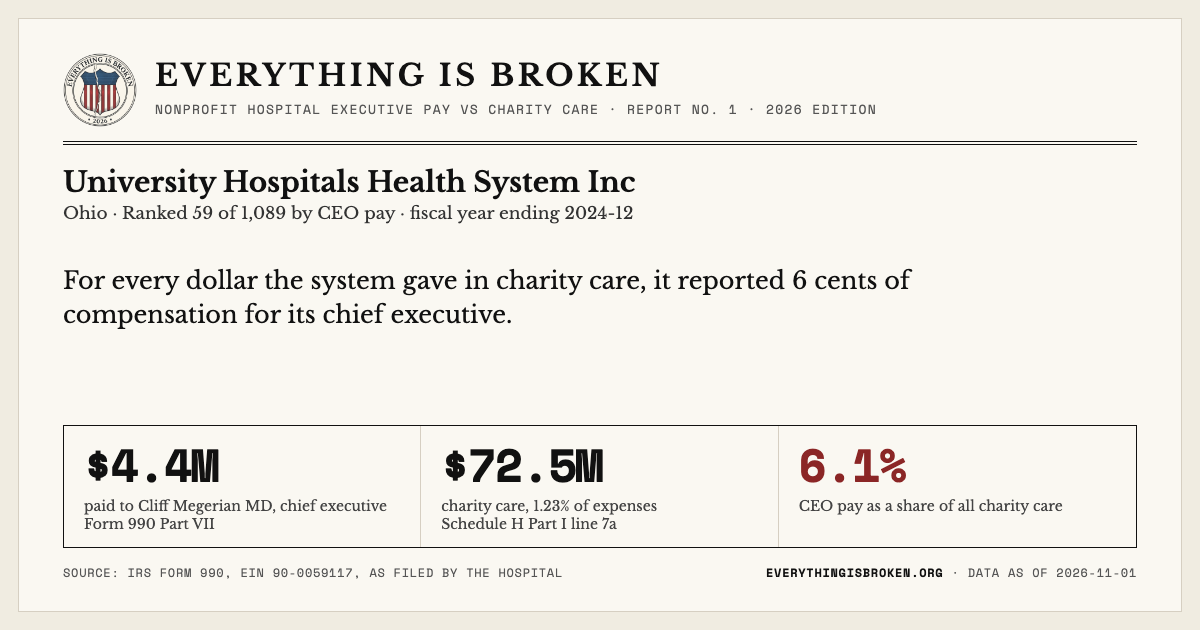 EVERYTHING IS BROKEN
· 2026 ·
EVERYTHING IS BROKEN
NONPROFIT HOSPITAL EXECUTIVE PAY VS CHARITY CARE · REPORT NO. 1 · 2026 EDITION
University Hospitals Health System Inc
Ohio · Ranked 59 of 1,089 by CEO pay · fiscal year ending 2024-12
For every dollar the system gave in charity care, it reported 6 cents of
compensation for its chief executive.
$4.4M
paid to Cliff Megerian MD, chief executive
Form 990 Part VII
$72.5M
charity care, 1.23% of expenses
Schedule H Part I line 7a
6.1%
CEO pay as a share of all charity care
SOURCE: IRS FORM 990, EIN 90-0059117, AS FILED BY THE HOSPITAL
EVERYTHINGISBROKEN.ORG · DATA AS OF 2026-11-01